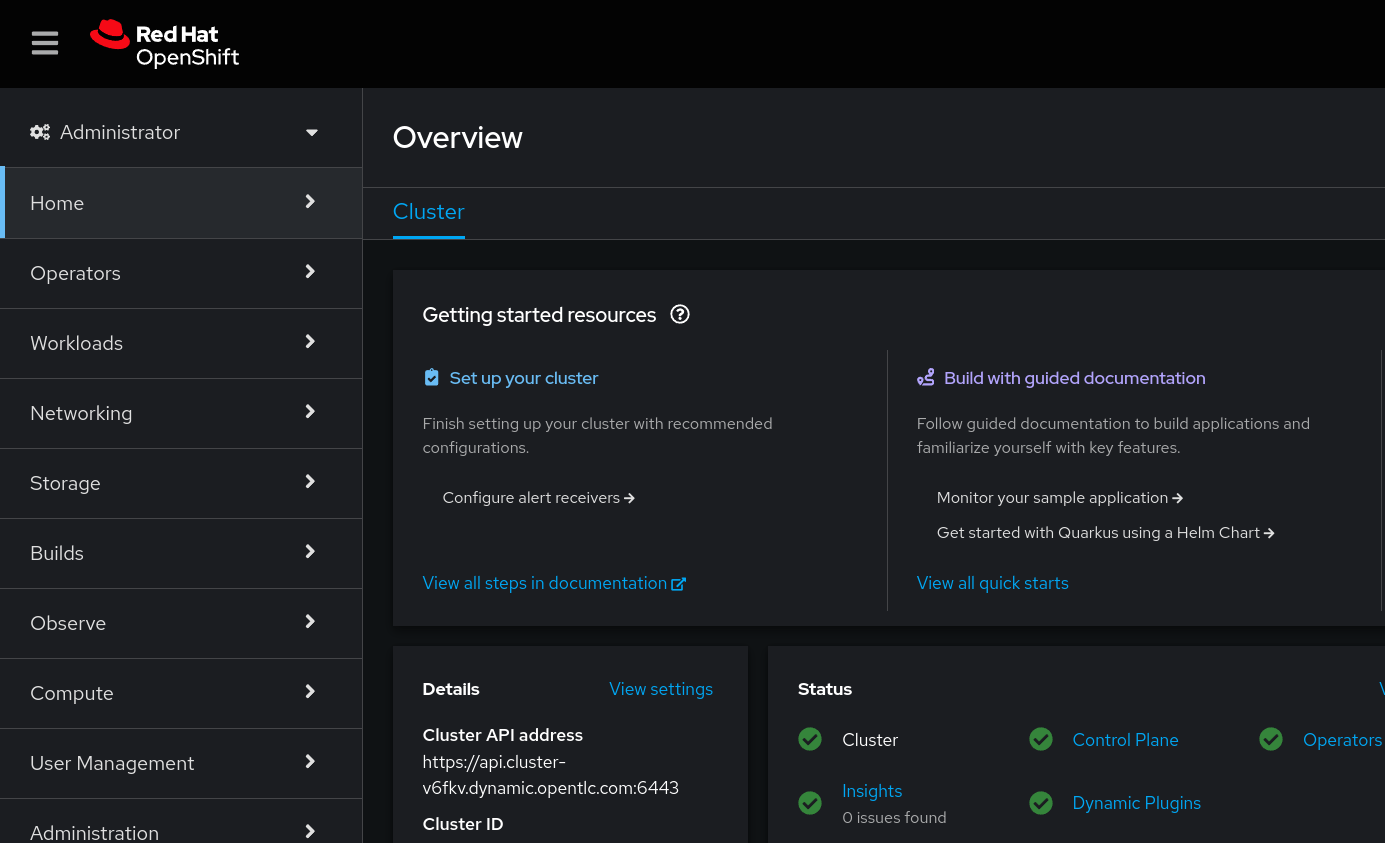 Red Hat
OpenShift
Administrator
Home
Operators
Workloads
Networking
Storage
Builds
Observe
Compute
User Management
Administration
Overview
Cluster
Getting started resources
Set up your cluster
Finish setting up your cluster with recommended
configurations.
Configure alert receivers
View all steps in documentation
Build with guided documentation
Follow guided documentation to build applications and
familiarize yourself with key features.
Monitor your sample application
Get started with Quarkus using a Helm Chart
View all quick starts
Details
View settings
Cluster API address
https://api.cluster-
v6fkv.dynamic.opentlc.com:6443
Cluster ID
Status
Cluster
Control Plane
Operators
Insights
0 issues found
Dynamic Plugins